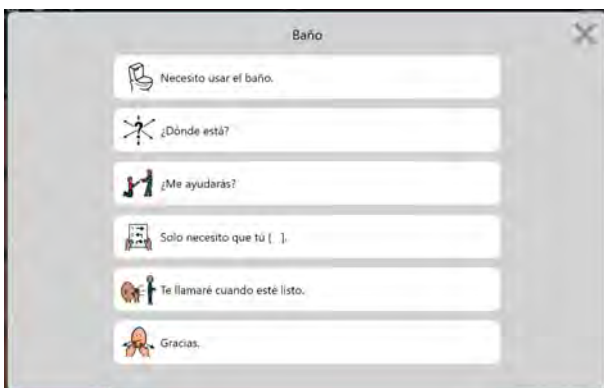 Baño
Necesito usar el baño.
¿Dónde está?
¿Me ayudarás?
Solo necesito que tú [ ].
Te llamaré cuando esté listo.
Gracias.